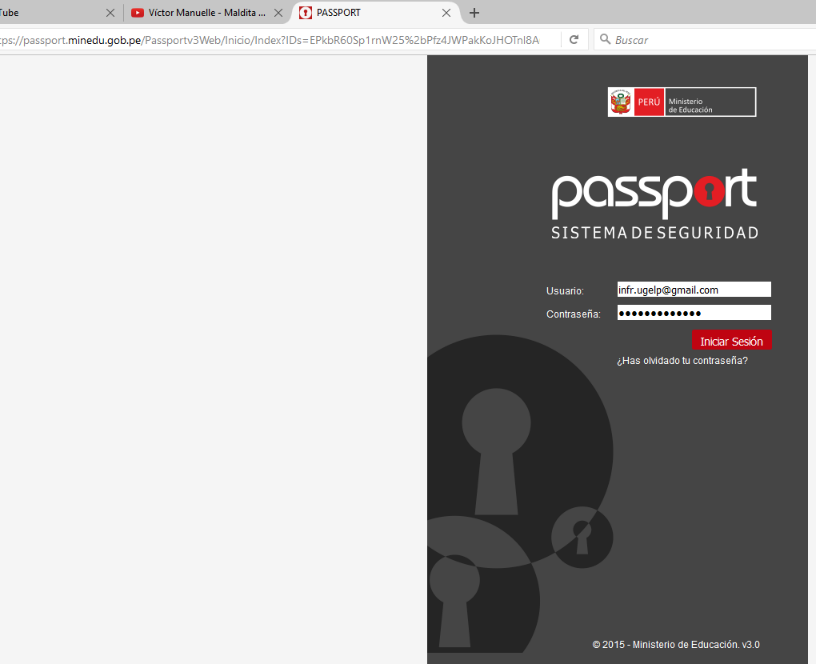 Tube
Víctor Manuelle - Maldita ...
PASSPORT
ps://passport.minedu.gob.pe/Passportv3Web/Inicio/Index?IDs=EPkbR60Sp1rnW25%2bPfz4JWPakKoJHOTnI8A
Buscar
PERÚ
Ministerio
de Educación
passport
SISTEMA DE SEGURIDAD
Usuario:
infr.ugelp@gmail.com
Contraseña:
●●●●●●●●●●●●●
Iniciar Sesión
¿Has olvidado tu contraseña?
© 2015 - Ministerio de Educación. v3.0